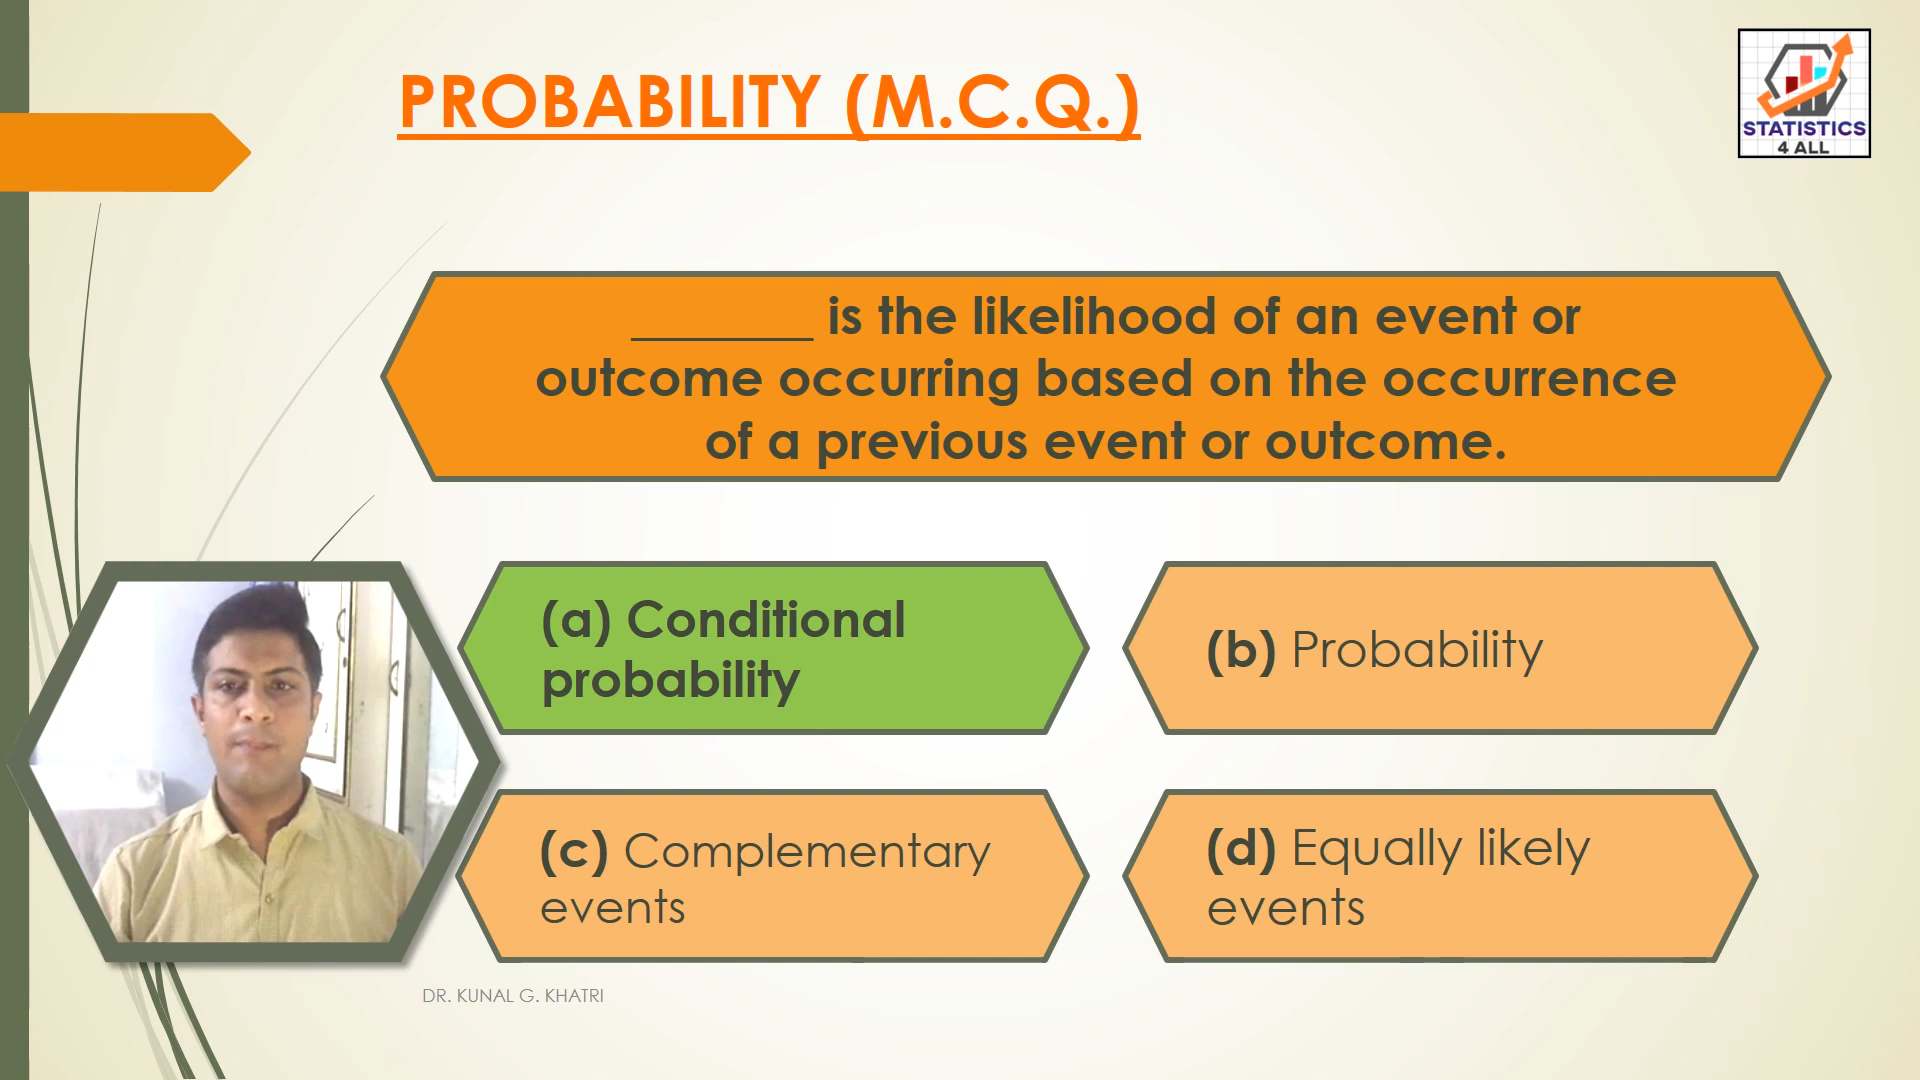 PROBABILITY (M.C.Q.)
STATISTICS
4 ALL
_______ is the likelihood of an event or
outcome occurring based on the occurrence
of a previous event or outcome.
(a) Conditional
probability
(b) Probability
(c) Complementary
events
(d) Equally likely
events
DR. KUNAL G. KHATRI